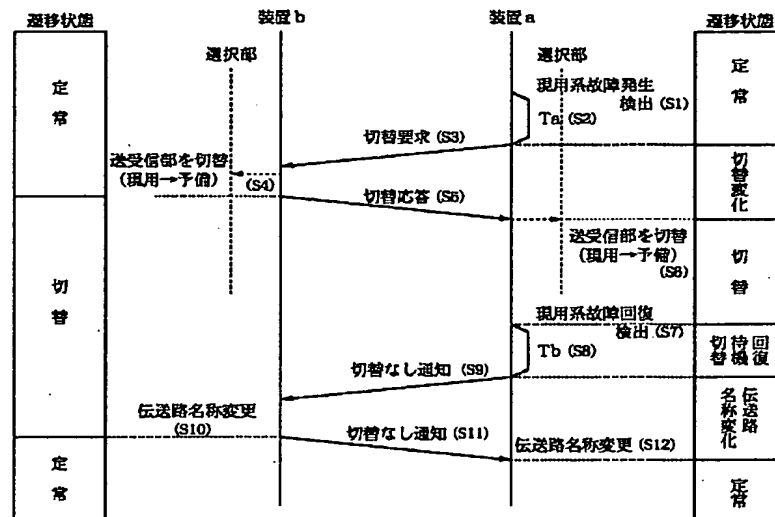 遷移状態
装置b
装置a
遷移状態
選択部
選択部
定常
定常
現用系故障発生
検出 (S1)
Ta (S2)
切替要求 (S3)
送受信部を切替
(現用→予備)
(S4)
切替変化
切替応答 (S5)
送受信部を切替
(現用→予備)
(S6)
切替
切替
現用系故障回復
検出 (S7)
Tb (S8)
回復
待機
切替
切替なし通知 (S9)
伝送路名称変更
(S10)
伝送路
名称変化
切替なし通知 (S11)
伝送路名称変更 (S12)
定常
定常